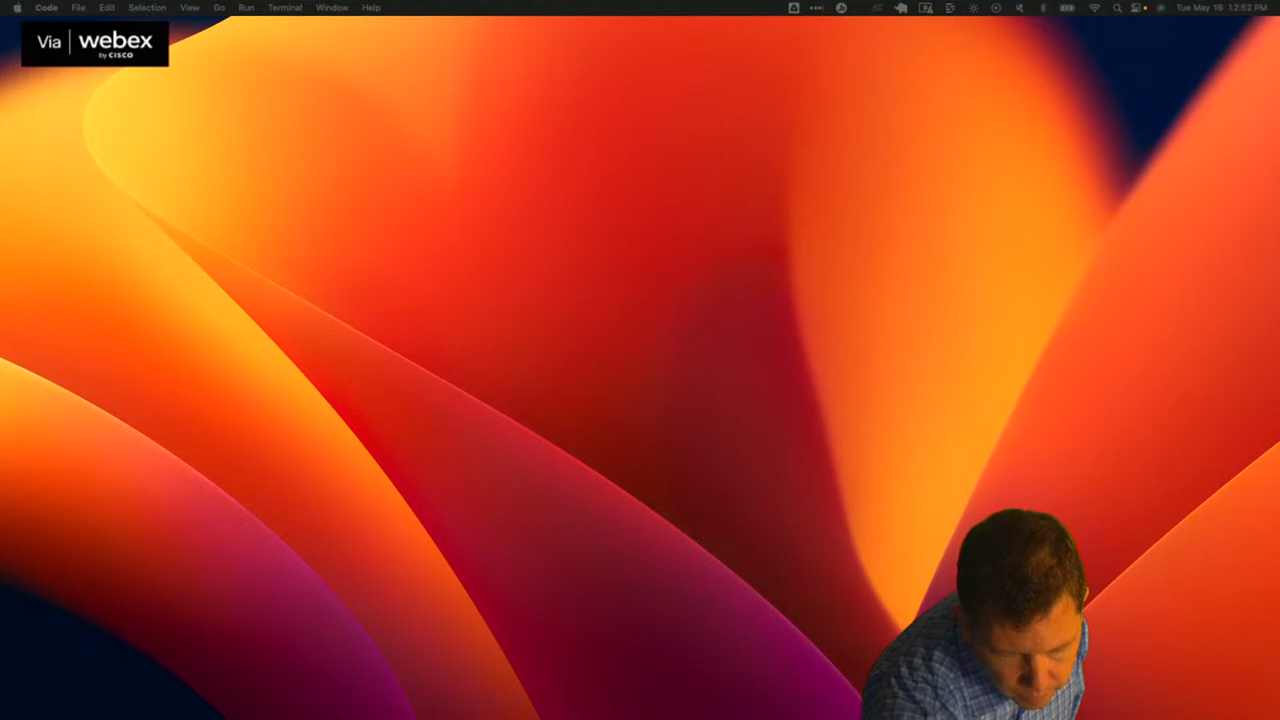 Code File Edit Selection View Go Run Terminal Window Help
Tue May 16 12:52 PM
Via webex
by CISCO